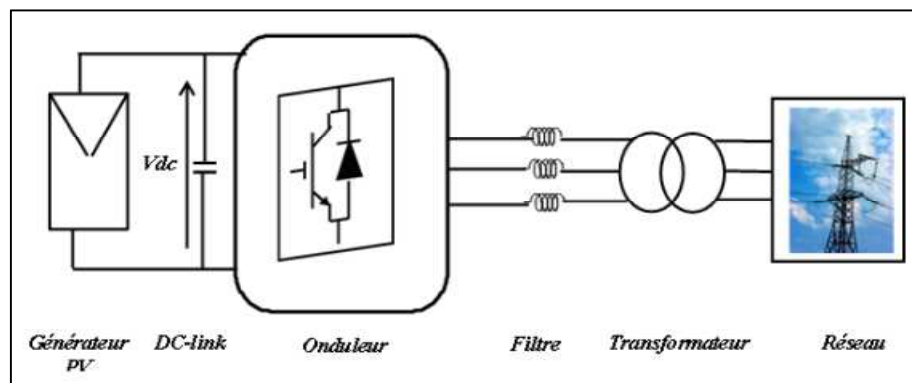 Vdc
Générateur PV
DC-link
Onduleur
Filtre
Transformateur
Réseau